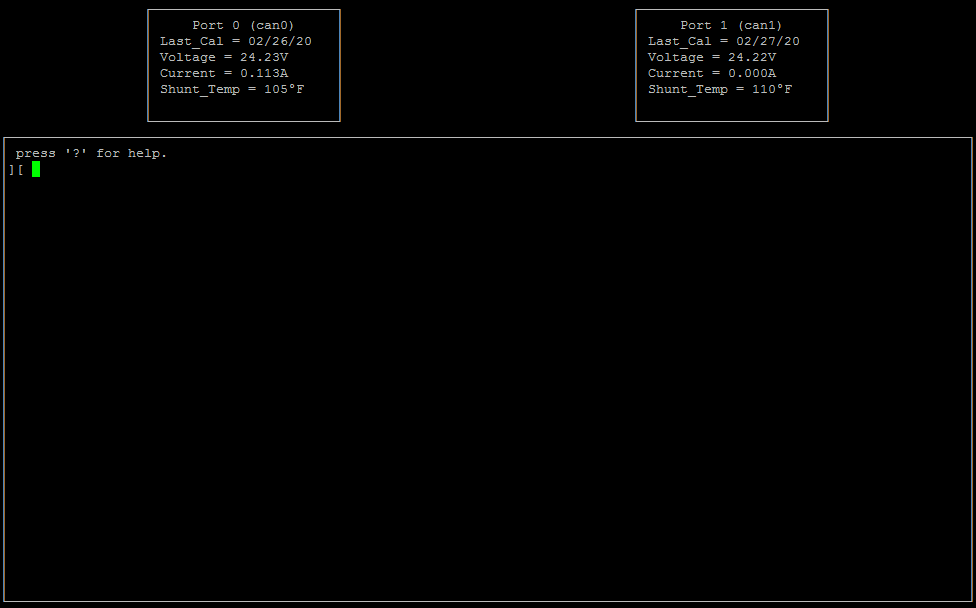 Port 0 (can0)
Last_Cal = 02/26/20
Voltage = 24.23V
Current = 0.113A
Shunt_Temp = 105°F
Port 1 (can1)
Last_Cal = 02/27/20
Voltage = 24.22V
Current = 0.000A
Shunt_Temp = 110°F
press '?' for help.
][